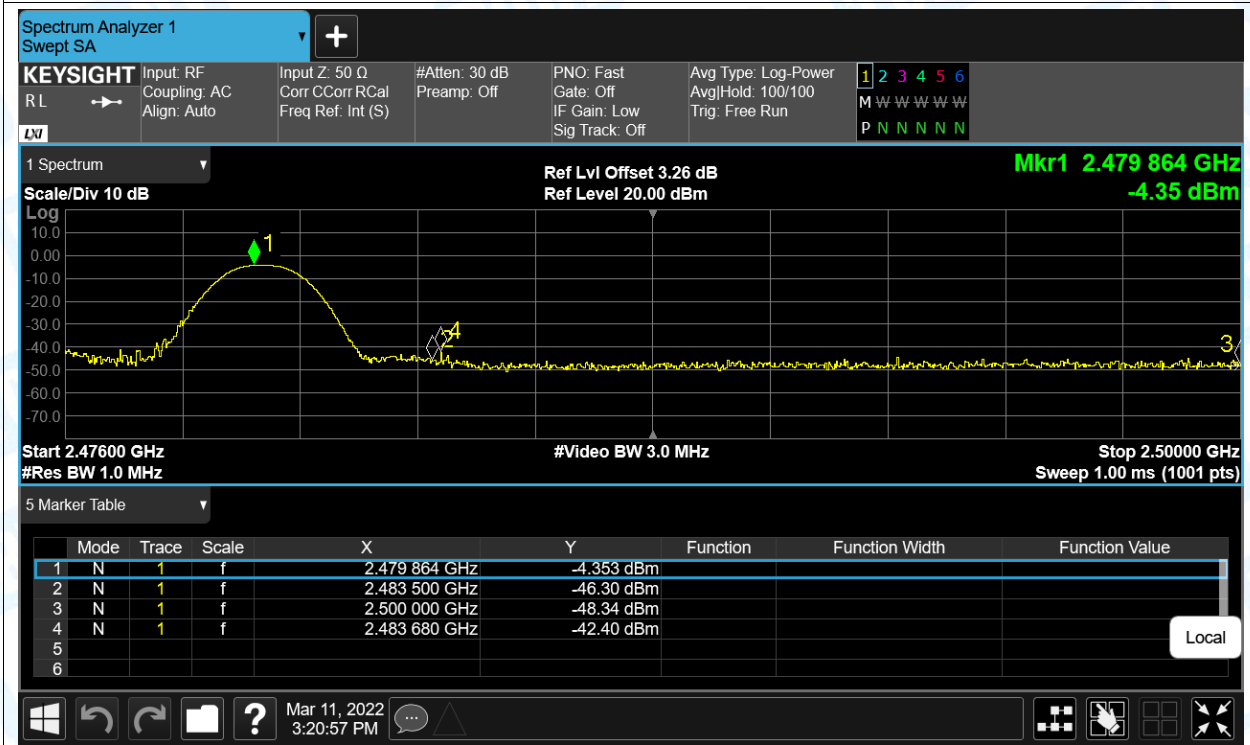 Spectrum Analyzer 1
Swept SA
+
KEYSIGHT
R L
LXI
Input: RF
Coupling: AC
Align: Auto
Input Z: 50 Ω
Corr CCorr RCal
Freq Ref: Int (S)
#Atten: 30 dB
Preamp: Off
PNO: Fast
Gate: Off
IF Gain: Low
Sig Track: Off
Avg Type: Log-Power
Avg|Hold: 100/100
Trig: Free Run
1 2 3 4 5 6
M W W W W W
P N N N N N
1 Spectrum
Scale/Div 10 dB
Ref Lvl Offset 3.26 dB
Ref Level 20.00 dBm
Mkr1 2.479 864 GHz
-4.35 dBm
Log
10.0
0.00
-10.0
-20.0
-30.0
-40.0
-50.0
-60.0
-70.0
1
2
4
3
Start 2.47600 GHz
#Video BW 3.0 MHz
Stop 2.50000 GHz
#Res BW 1.0 MHz
Sweep 1.00 ms (1001 pts)
5 Marker Table
Mode Trace Scale X Y Function Function Width Function Value
1 N 1 f 2.479 864 GHz -4.353 dBm
2 N 1 f 2.483 500 GHz -46.30 dBm
3 N 1 f 2.500 000 GHz -48.34 dBm
4 N 1 f 2.483 680 GHz -42.40 dBm
5
6
Local
?
Mar 11, 2022
3:20:57 PM